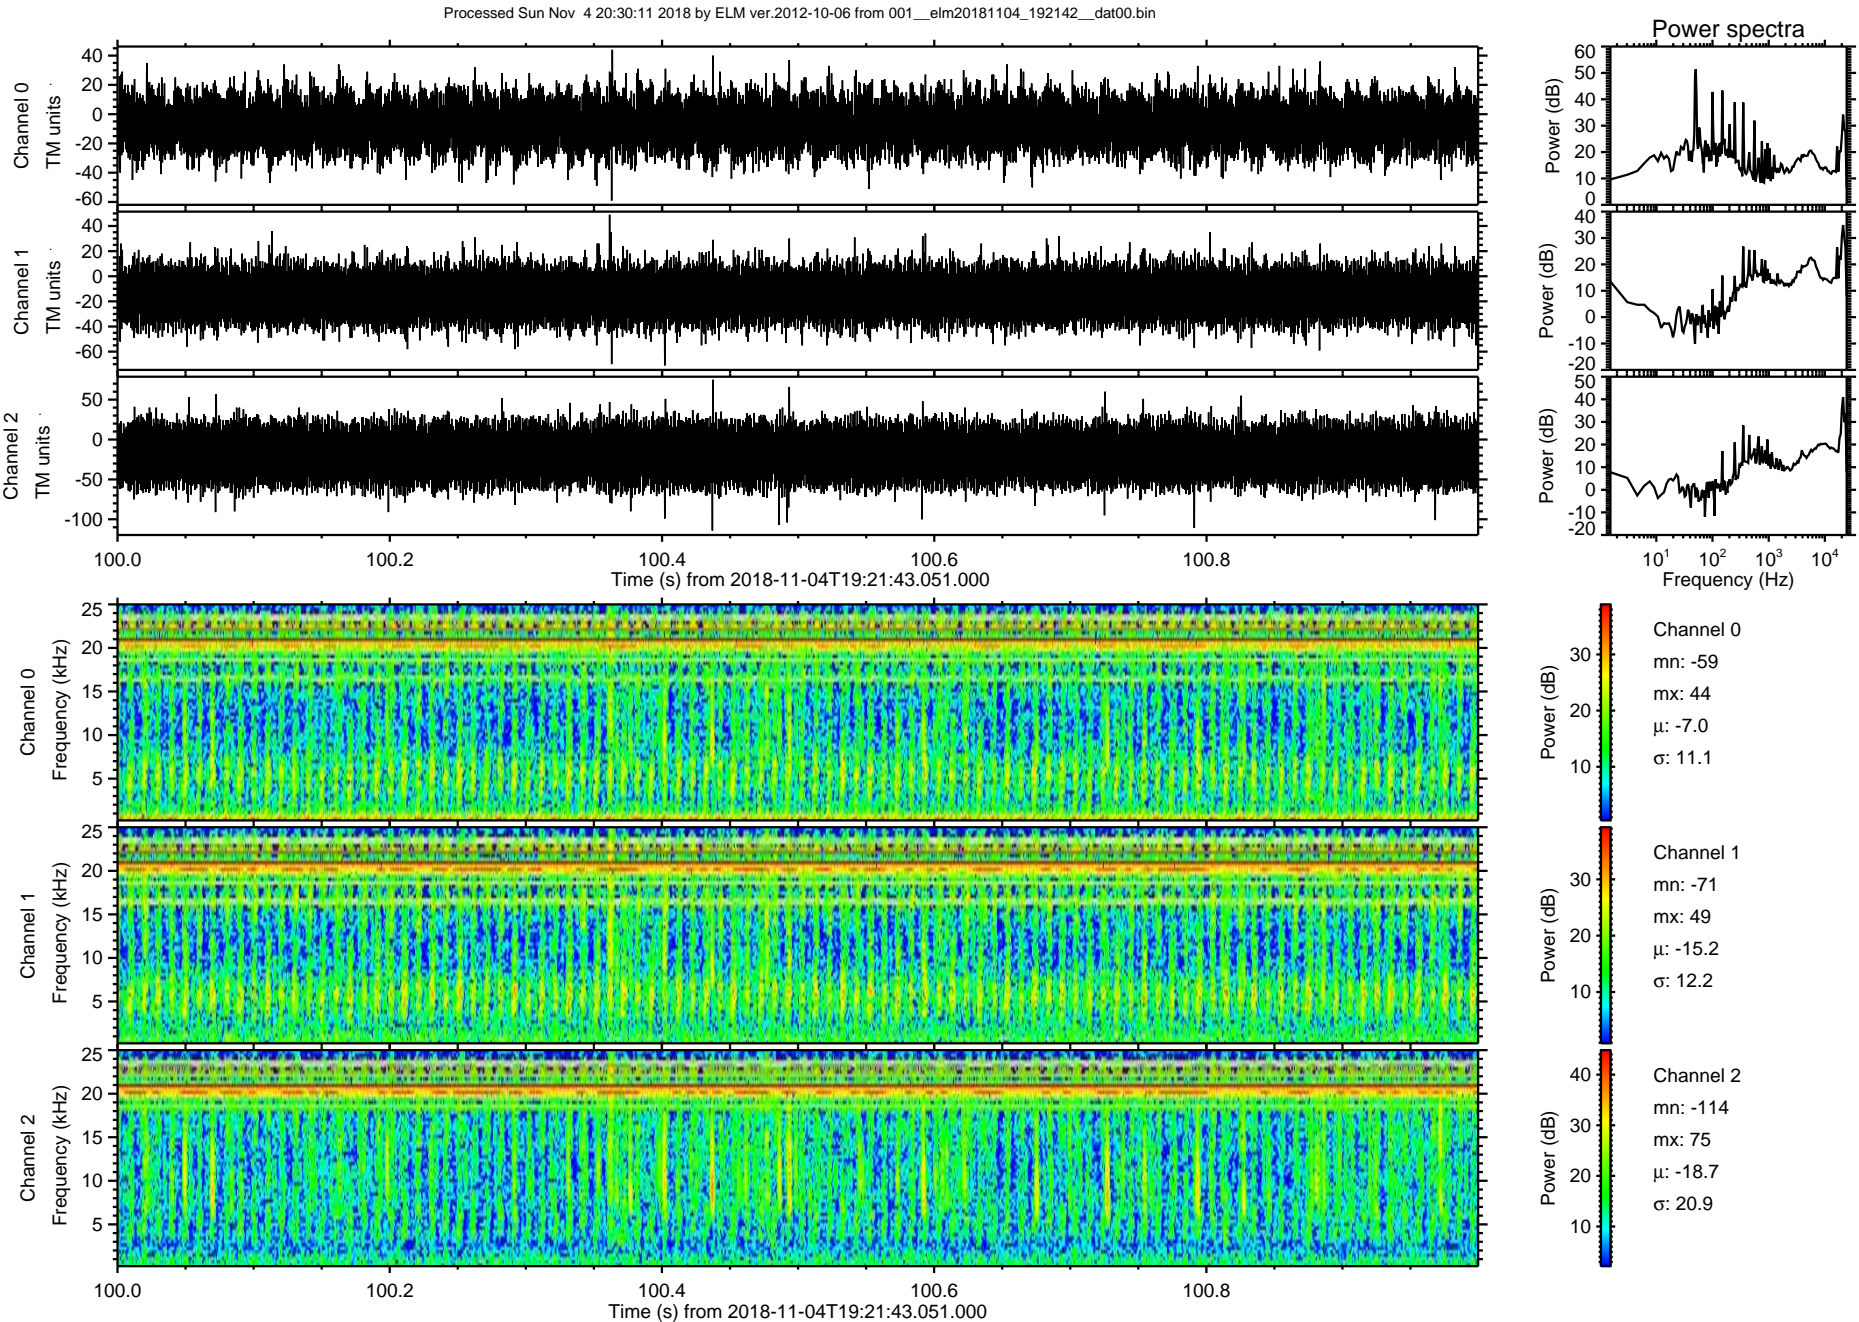 Processed Sun Nov  4 20:30:11 2018 by ELM ver.2012-10-06 from 001__elm20181104_192142__dat00.bin
Power spectra
Channel 0
TM units
40
20
0
-20
-40
-60
Power (dB)
60
50
40
30
20
10
0
Channel 1
TM units
40
20
0
-20
-40
-60
Power (dB)
40
30
20
10
0
-10
-20
Channel 2
TM units
50
0
-50
-100
Power (dB)
50
40
30
20
10
0
-10
-20
100.0 100.2 100.4 100.6 100.8
Time (s) from 2018-11-04T19:21:43.051.000
10^1 10^2 10^3 10^4
Frequency (Hz)
Channel 0
Frequency (kHz)
25
20
15
10
5
Power (dB)
30
20
10
Channel 0
mn: -59
mx: 44
µ: -7.0
σ: 11.1
Channel 1
Frequency (kHz)
25
20
15
10
5
Power (dB)
30
20
10
Channel 1
mn: -71
mx: 49
µ: -15.2
σ: 12.2
Channel 2
Frequency (kHz)
25
20
15
10
5
Power (dB)
40
30
20
10
Channel 2
mn: -114
mx: 75
µ: -18.7
σ: 20.9
100.0 100.2 100.4 100.6 100.8
Time (s) from 2018-11-04T19:21:43.051.000